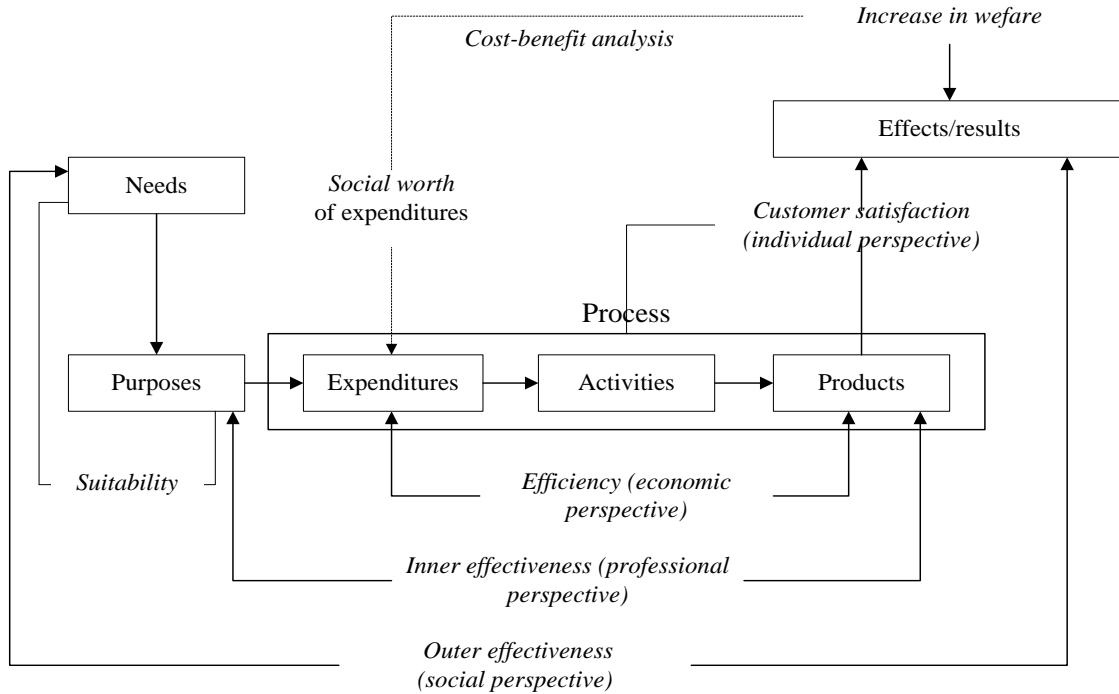 Increase in wefare
Cost-benefit analysis
Effects/results
Needs
Social worth
of expenditures
Customer satisfaction
(individual perspective)
Process
Purposes
Expenditures
Activities
Products
Suitability
Efficiency (economic
perspective)
Inner effectiveness (professional
perspective)
Outer effectiveness
(social perspective)